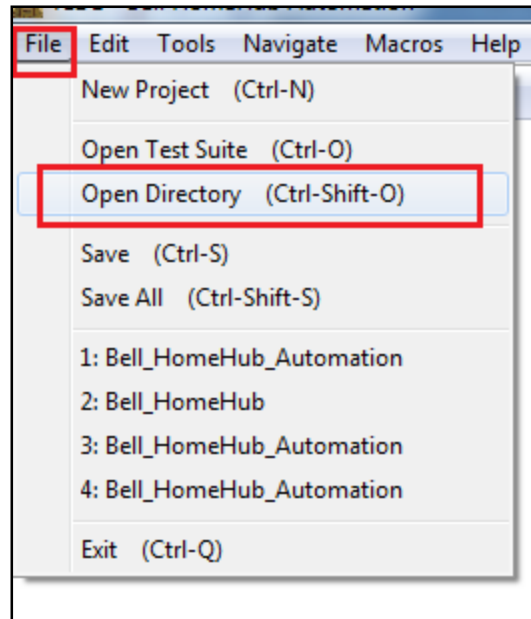 File Edit Tools Navigate Macros Help
New Project (Ctrl-N)
Open Test Suite (Ctrl-O)
Open Directory (Ctrl-Shift-O)
Save (Ctrl-S)
Save All (Ctrl-Shift-S)
1: Bell_HomeHub_Automation
2: Bell_HomeHub
3: Bell_HomeHub_Automation
4: Bell_HomeHub_Automation
Exit (Ctrl-Q)